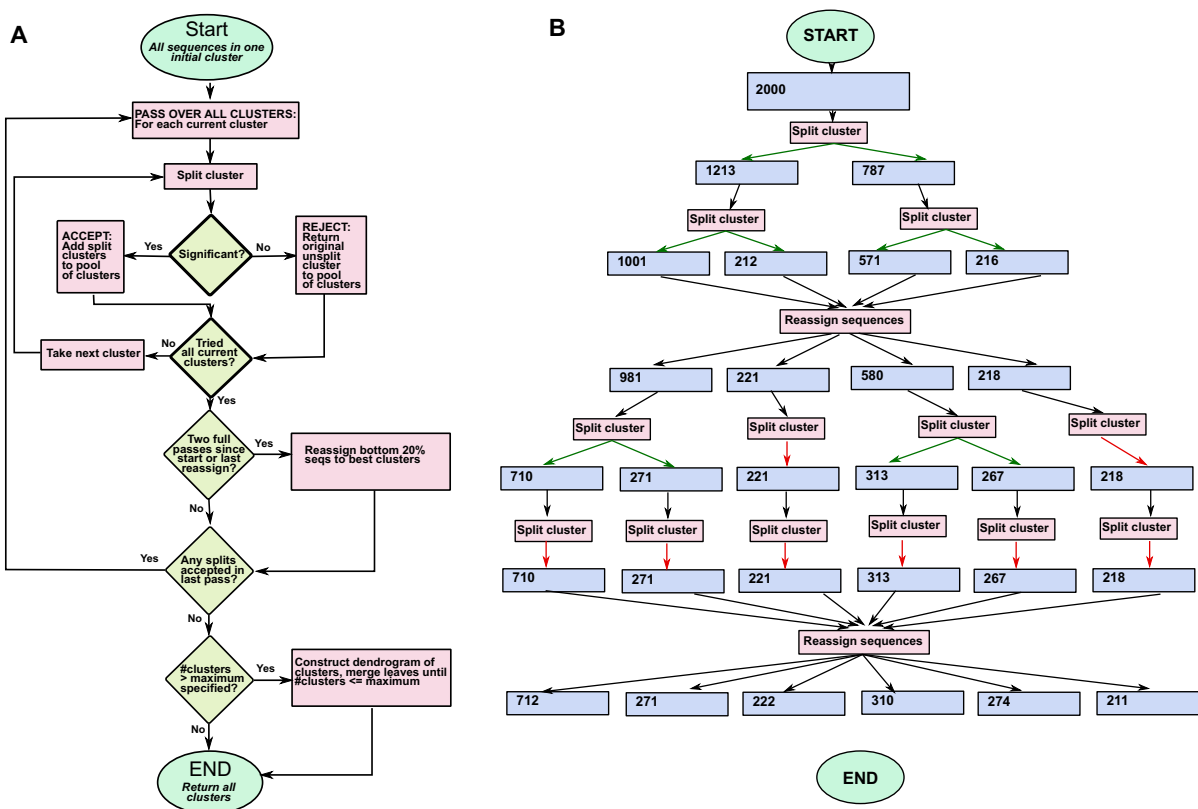 A
Start
All sequences in one
initial cluster
PASS OVER ALL CLUSTERS:
For each current cluster
Split cluster
ACCEPT:
Add split
clusters
to pool
of clusters
Yes
Significant?
No
REJECT:
Return
original
unsplit
cluster
to pool
of clusters
Take next cluster
No
Tried
all current
clusters?
Yes
Two full
passes since
start or last
reassign?
Yes
Reassign bottom 20%
seqs to best clusters
No
Yes
Any splits
accepted in
last pass?
No
#clusters
> maximum
specified?
Yes
Construct dendrogram of
clusters, merge leaves until
#clusters <= maximum
No
END
Return all
clusters
B
START
2000
Split cluster
1213
787
Split cluster
Split cluster
1001
212
571
216
Reassign sequences
981
221
580
218
Split cluster
Split cluster
Split cluster
Split cluster
710
271
221
313
267
218
Split cluster
Split cluster
Split cluster
Split cluster
Split cluster
Split cluster
710
271
221
313
267
218
Reassign sequences
712
271
222
310
274
211
END